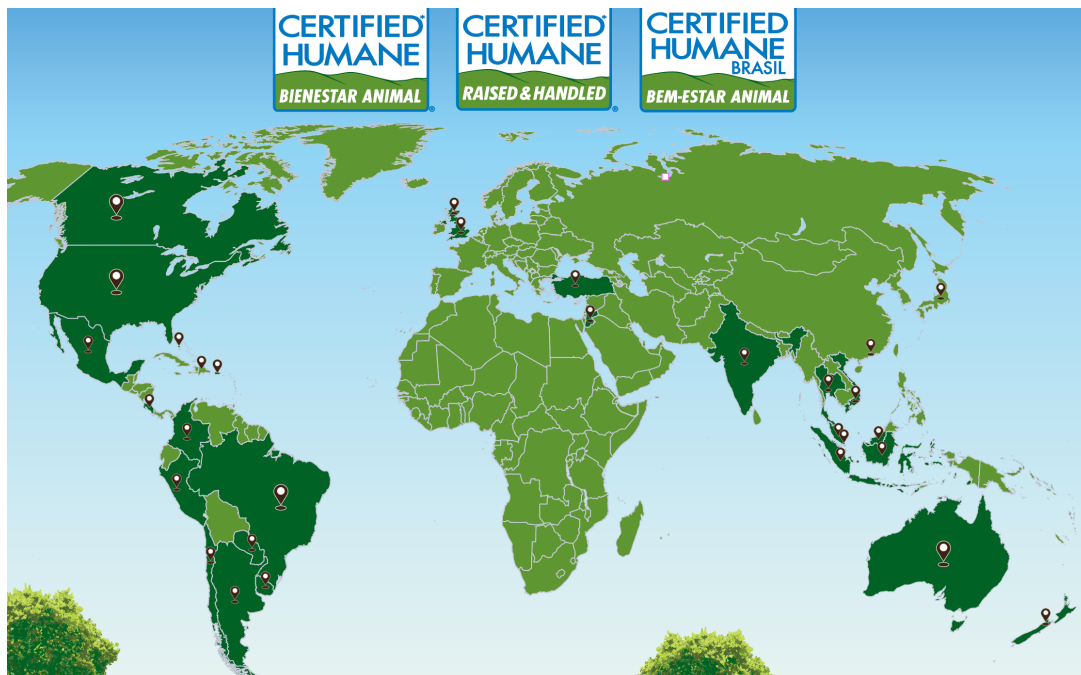 CERTIFIED®
HUMANE
BIENESTAR ANIMAL
®
CERTIFIED®
HUMANE
RAISED & HANDLED
®
CERTIFIED
HUMANE
BRASIL
BEM-ESTAR ANIMAL